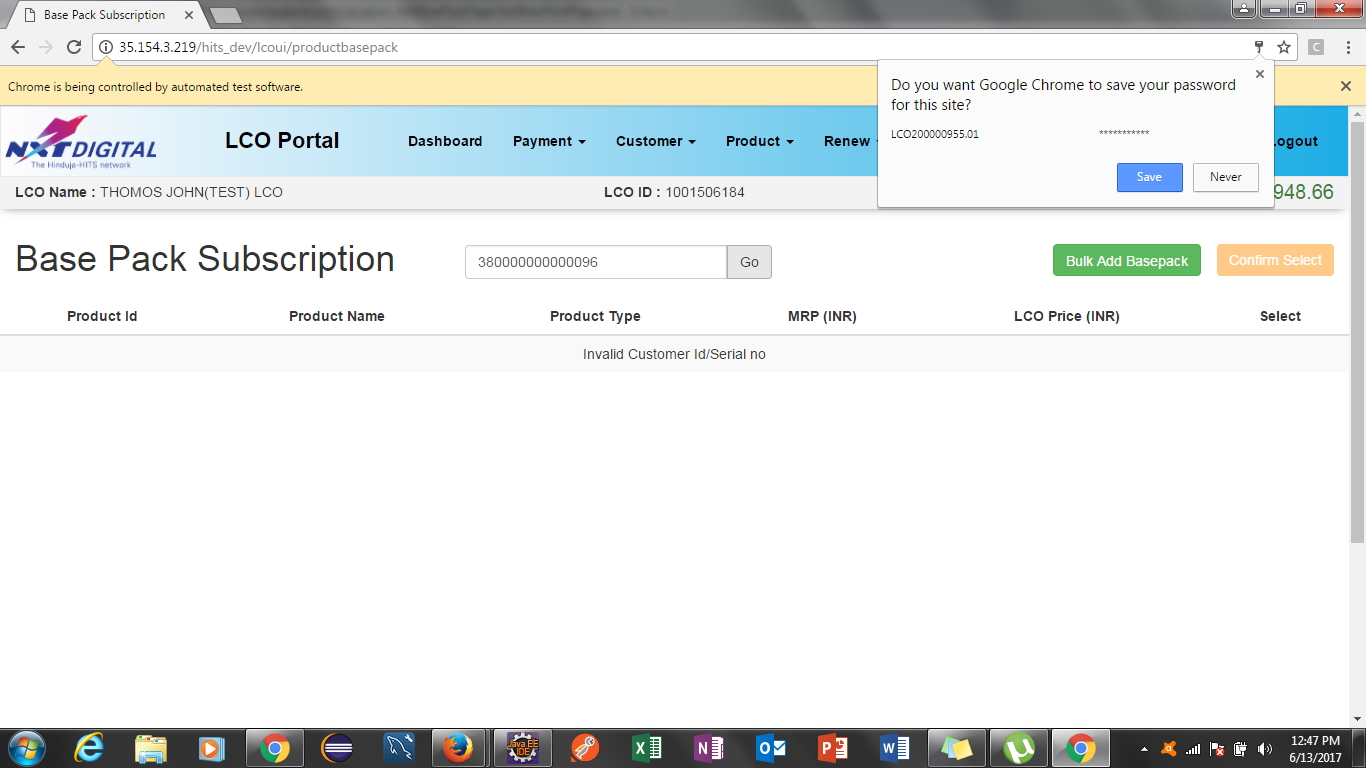 Base Pack Subscription
35.154.3.219/hits_dev/lcoui/productbasepack
C
Chrome is being controlled by automated test software.
Do you want Google Chrome to save your password
for this site?
LCO200000955.01 ***********
Save Never
NXTDIGITAL
The Hinduja-HITS network
LCO Portal Dashboard Payment Customer Product Renew Logout
LCO Name : THOMOS JOHN(TEST) LCO LCO ID : 1001506184 948.66
Base Pack Subscription 380000000000096 Go Bulk Add Basepack Confirm Select
Product Id Product Name Product Type MRP (INR) LCO Price (INR) Select
Invalid Customer Id/Serial no
Java EE
IDE
12:47 PM
6/13/2017